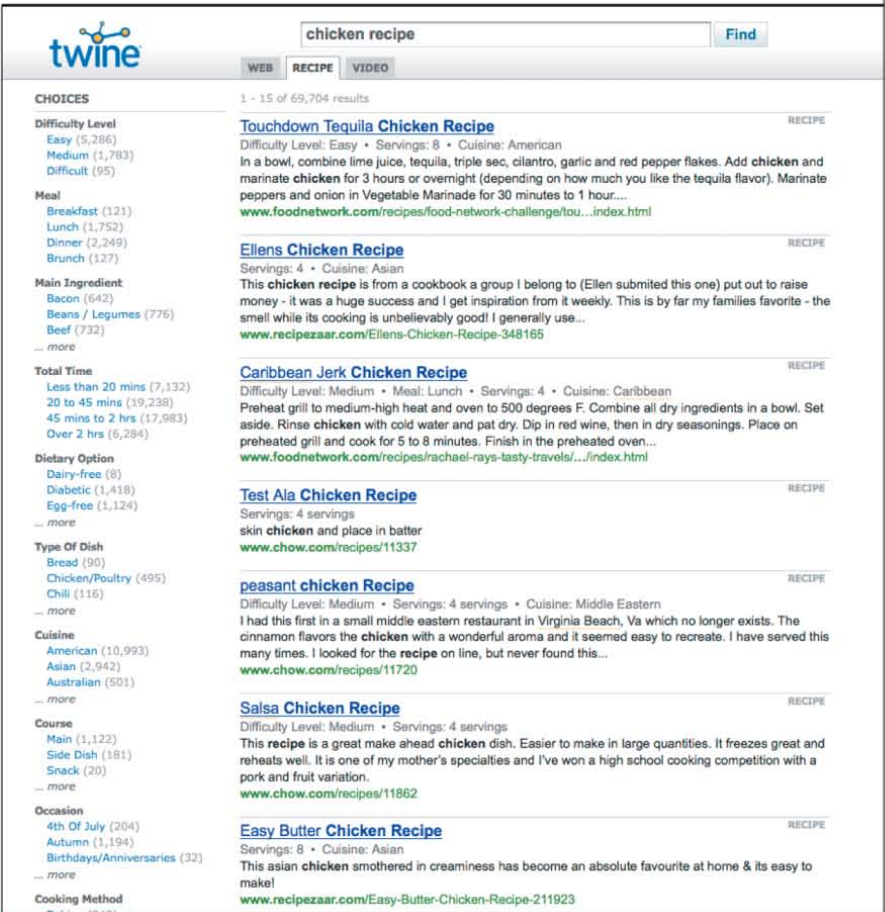 twine
chicken recipe
Find
WEB RECIPE VIDEO
CHOICES
Difficulty Level
Easy (5,286)
Medium (1,783)
Difficult (95)
Meal
Breakfast (121)
Lunch (1,752)
Dinner (2,249)
Brunch (127)
Main Ingredient
Bacon (642)
Beans / Legumes (776)
Beef (732)
... more
Total Time
Less than 20 mins (7,132)
20 to 45 mins (19,238)
45 mins to 2 hrs (17,983)
Over 2 hrs (6,284)
Dietary Option
Dairy-free (8)
Diabetic (1,418)
Egg-free (1,124)
... more
Type Of Dish
Bread (90)
Chicken/Poultry (495)
Chili (116)
... more
Cuisine
American (10,993)
Asian (2,942)
Australian (501)
... more
Course
Main (1,122)
Side Dish (181)
Snack (20)
... more
Occasion
4th Of July (204)
Autumn (1,194)
Birthdays/Anniversaries (32)
... more
Cooking Method
1 - 15 of 69,704 results
Touchdown Tequila Chicken Recipe
RECIPE
Difficulty Level: Easy • Servings: 8 • Cuisine: American
In a bowl, combine lime juice, tequila, triple sec, cilantro, garlic and red pepper flakes. Add chicken and
marinate chicken for 3 hours or overnight (depending on how much you like the tequila flavor). Marinate
peppers and onion in Vegetable Marinade for 30 minutes to 1 hour....
www.foodnetwork.com/recipes/food-network-challenge/tou...index.html
Ellens Chicken Recipe
RECIPE
Servings: 4 • Cuisine: Asian
This chicken recipe is from a cookbook a group I belong to (Ellen submited this one) put out to raise
money - it was a huge success and I get inspiration from it weekly. This is by far my families favorite - the
smell while its cooking is unbelievably good! I generally use...
www.recipezaar.com/Ellens-Chicken-Recipe-348165
Caribbean Jerk Chicken Recipe
RECIPE
Difficulty Level: Medium • Meal: Lunch • Servings: 4 • Cuisine: Caribbean
Preheat grill to medium-high heat and oven to 500 degrees F. Combine all dry ingredients in a bowl. Set
aside. Rinse chicken with cold water and pat dry. Dip in red wine, then in dry seasonings. Place on
preheated grill and cook for 5 to 8 minutes. Finish in the preheated oven...
www.foodnetwork.com/recipes/rachael-rays-tasty-travels/.../index.html
Test Ala Chicken Recipe
RECIPE
Servings: 4 servings
skin chicken and place in batter
www.chow.com/recipes/11337
peasant chicken Recipe
RECIPE
Difficulty Level: Medium • Servings: 4 servings • Cuisine: Middle Eastern
I had this first in a small middle eastern restaurant in Virginia Beach, Va which no longer exists. The
cinnamon flavors the chicken with a wonderful aroma and it seemed easy to recreate. I have served this
many times. I looked for the recipe on line, but never found this...
www.chow.com/recipes/11720
Salsa Chicken Recipe
RECIPE
Difficulty Level: Medium • Servings: 4 servings
This recipe is a great make ahead chicken dish. Easier to make in large quantities. It freezes great and
reheats well. It is one of my mother's specialties and I've won a high school cooking competition with a
pork and fruit variation.
www.chow.com/recipes/11862
Easy Butter Chicken Recipe
RECIPE
Servings: 8 • Cuisine: Asian
This asian chicken smothered in creaminess has become an absolute favourite at home & its easy to
make!
www.recipezaar.com/Easy-Butter-Chicken-Recipe-211923